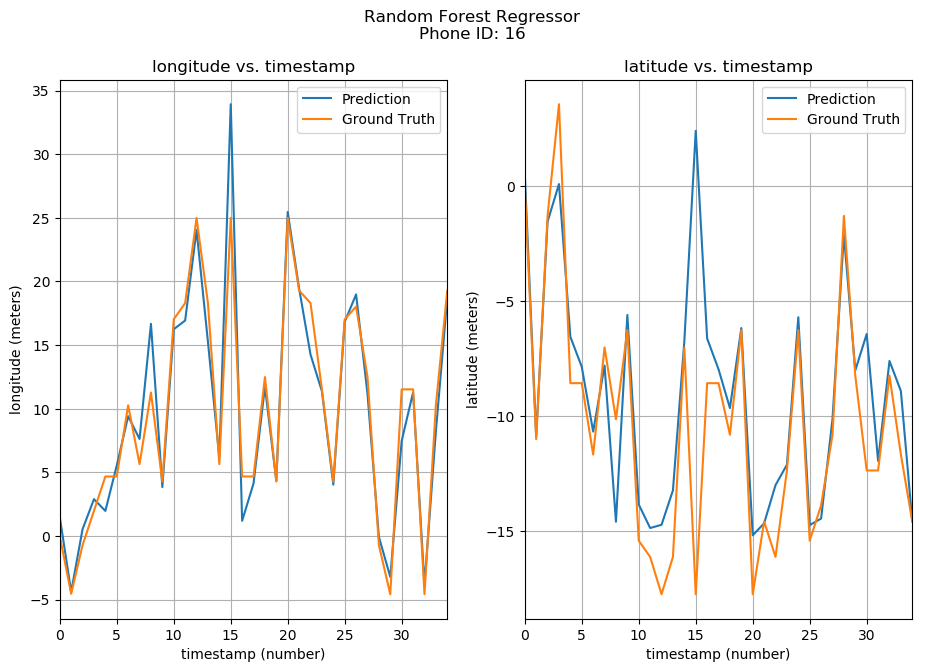 Random Forest Regressor
Phone ID: 16
longitude vs. timestamp
longitude (meters)
35
30
25
20
15
10
5
0
−5
Prediction
Ground Truth
0 5 10 15 20 25 30
timestamp (number)
latitude vs. timestamp
latitude (meters)
0
−5
−10
−15
Prediction
Ground Truth
0 5 10 15 20 25 30
timestamp (number)